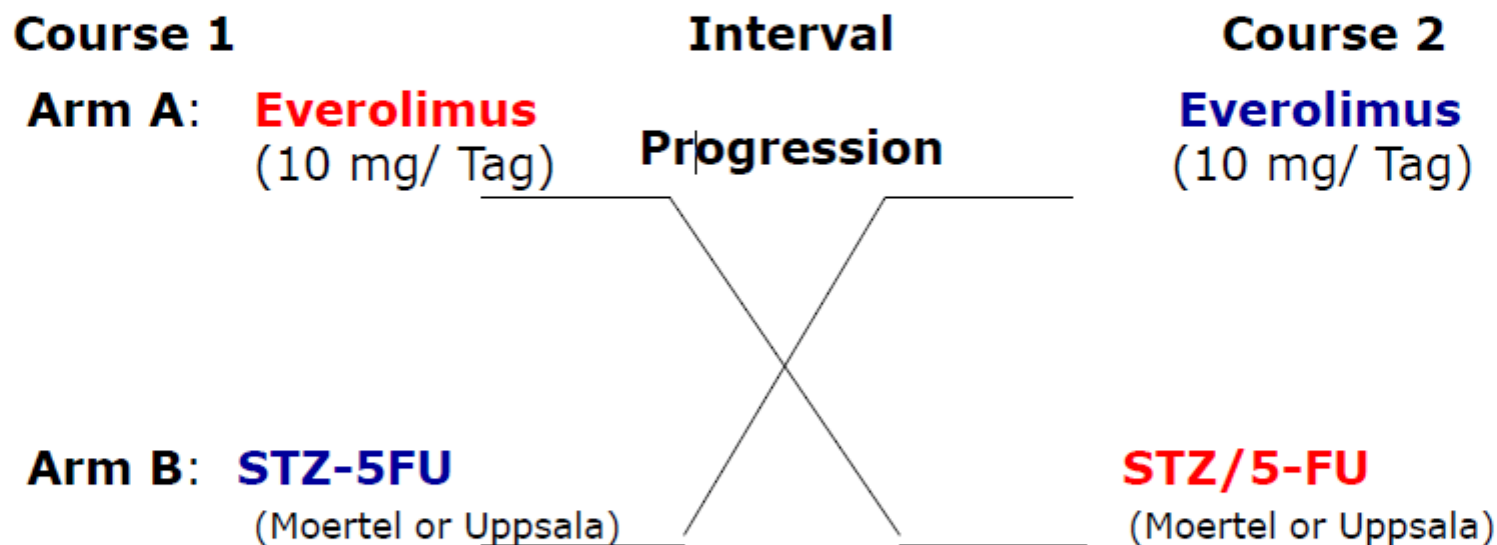 Course 1 Interval Course 2
Arm A: Everolimus Everolimus
(10 mg/ Tag) Progression (10 mg/ Tag)
Arm B: STZ-5FU STZ/5-FU
(Moertel or Uppsala) (Moertel or Uppsala)